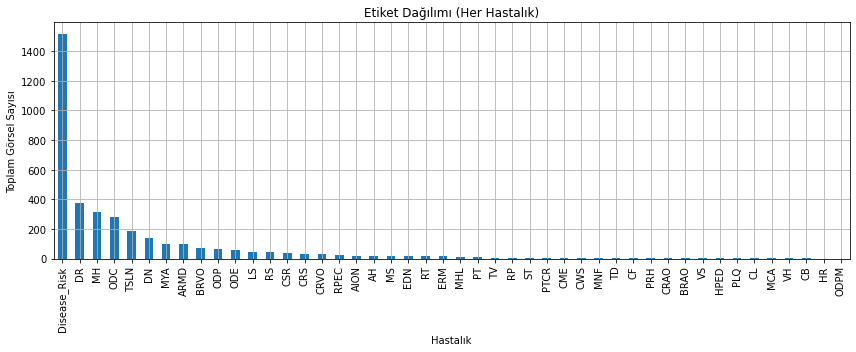 Etiket Dağılımı (Her Hastalık)
Toplam Görsel Sayısı
1400
1200
1000
800
600
400
200
0
Disease_Risk
DR
MH
ODC
TSLN
DN
MYA
ARMD
BRVO
ODP
ODE
LS
RS
CSR
CRS
CRVO
RPEC
AION
AH
MS
EDN
RT
ERM
MHL
PT
TV
RP
ST
PTCR
CME
CWS
MNF
TD
CF
PRH
CRAO
BRAO
VS
HPED
PLQ
CL
MCA
VH
CB
HR
ODPM
Hastalık